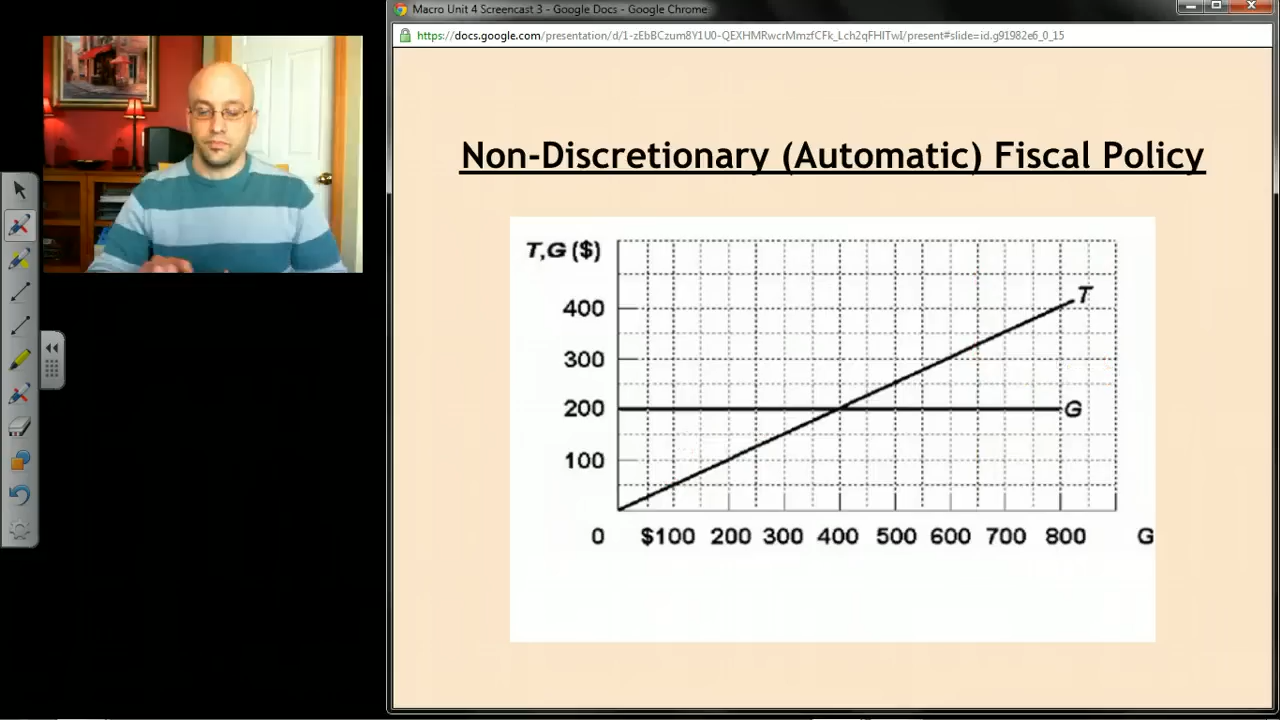 Macro Unit 4 Screencast 3 - Google Docs - Google Chrome
https://docs.google.com/presentation/d/1-zEbBCzum8Y1U0-QEXHMRwcrMmzfCFk_Lch2qFHITwI/present#slide=id.g91982e6_0_15
Non-Discretionary (Automatic) Fiscal Policy
T,G ($)
T
400
300
200
G
100
0 $100 200 300 400 500 600 700 800 G